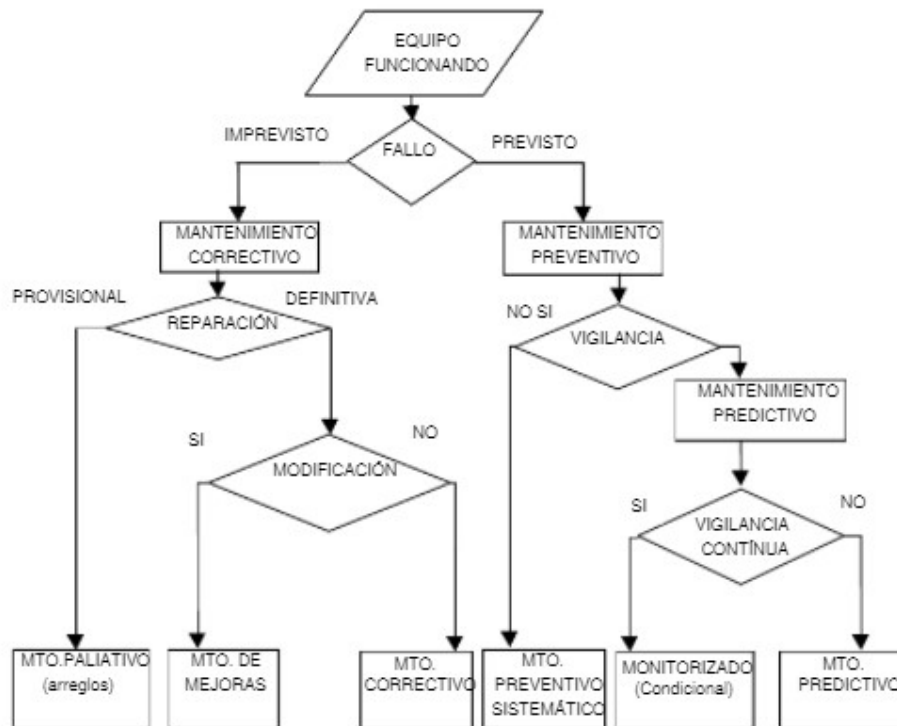 EQUIPO
FUNCIONANDO
IMPREVISTO
FALLO
PREVISTO
MANTENIMIENTO
CORRECTIVO
MANTENIMIENTO
PREVENTIVO
PROVISIONAL
DEFINITIVA
REPARACIÓN
NO SI
VIGILANCIA
MANTENIMIENTO
PREDICTIVO
SI
NO
MODIFICACIÓN
SI
NO
VIGILANCIA
CONTÍNUA
MTO.PALIATIVO
(arreglos)
MTO. DE
MEJORAS
MTO.
CORRECTIVO
MTO.
PREVENTIVO
SISTEMÁTICO
MONITORIZADO
(Condicional)
MTO.
PREDICTIVO